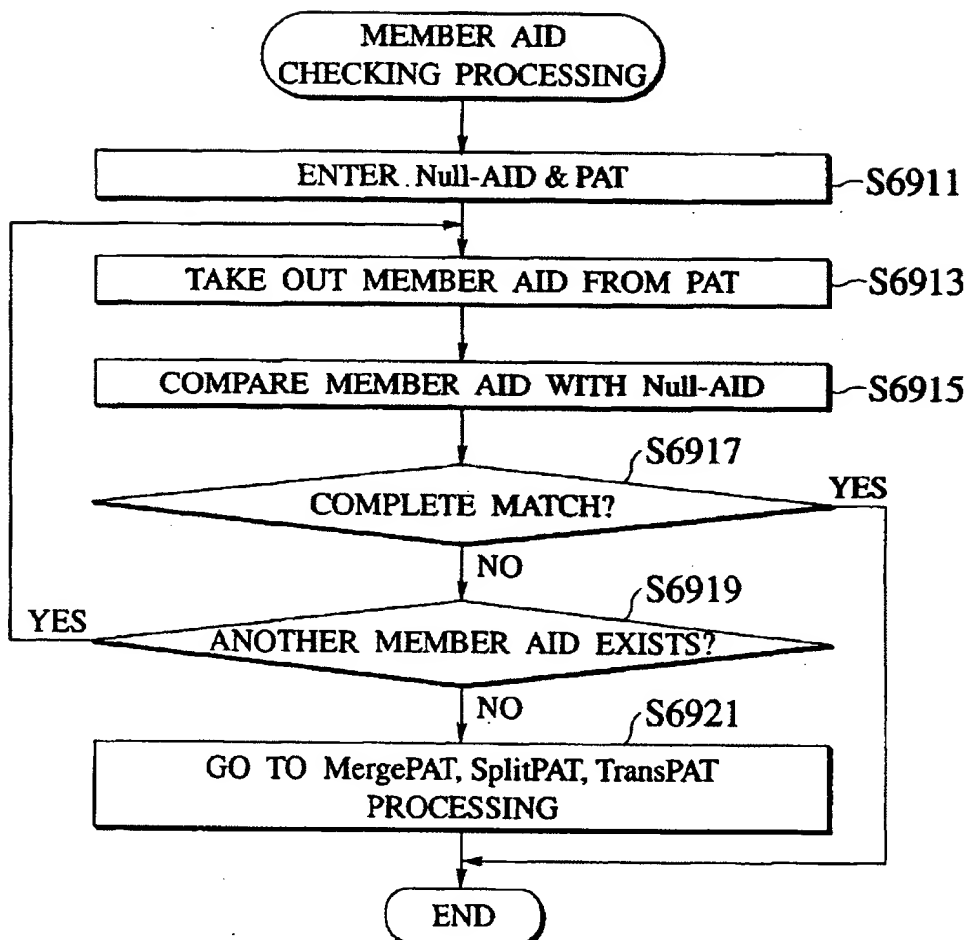 MEMBER AID
CHECKING PROCESSING
ENTER Null-AID & PAT
S6911
TAKE OUT MEMBER AID FROM PAT
S6913
COMPARE MEMBER AID WITH Null-AID
S6915
S6917
COMPLETE MATCH?
YES
NO
S6919
YES
ANOTHER MEMBER AID EXISTS?
NO
S6921
GO TO MergePAT, SplitPAT, TransPAT
PROCESSING
END